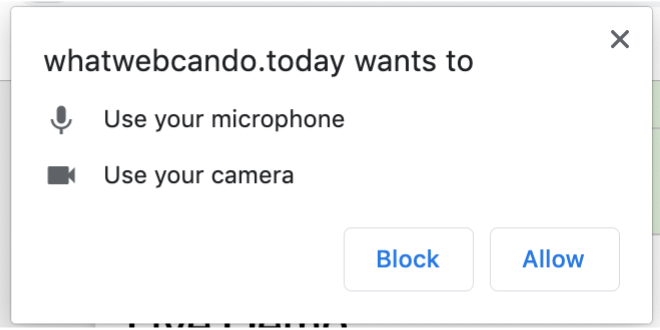 whatwebcando.today wants to
Use your microphone
Use your camera
Block
Allow